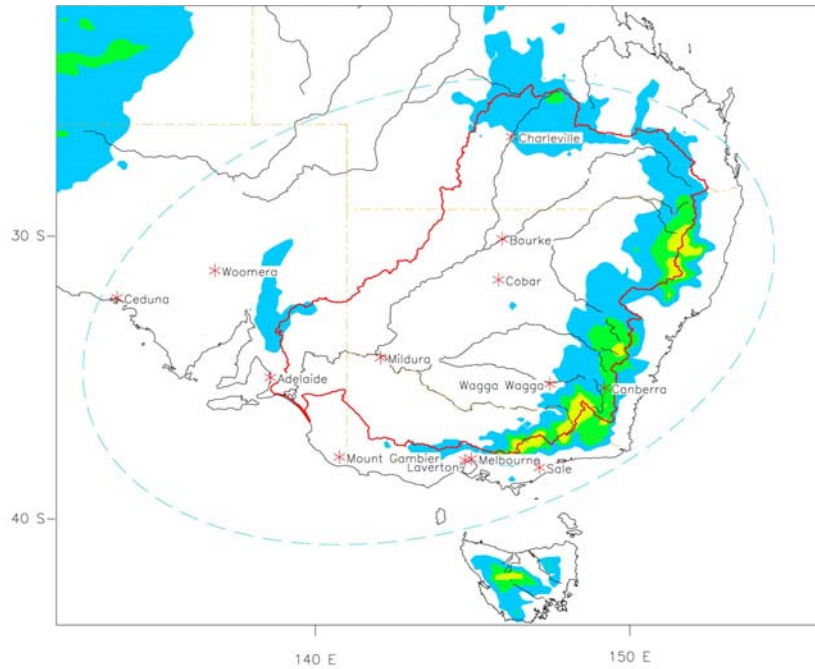 Charleville
30 S
Bourke
Woomera
Cobar
Ceduna
Mildura
Adelaide
Wagga Wagga
Canberra
Mount Gambier
Melbourne
Laverton
Sale
40 S
140 E
150 E